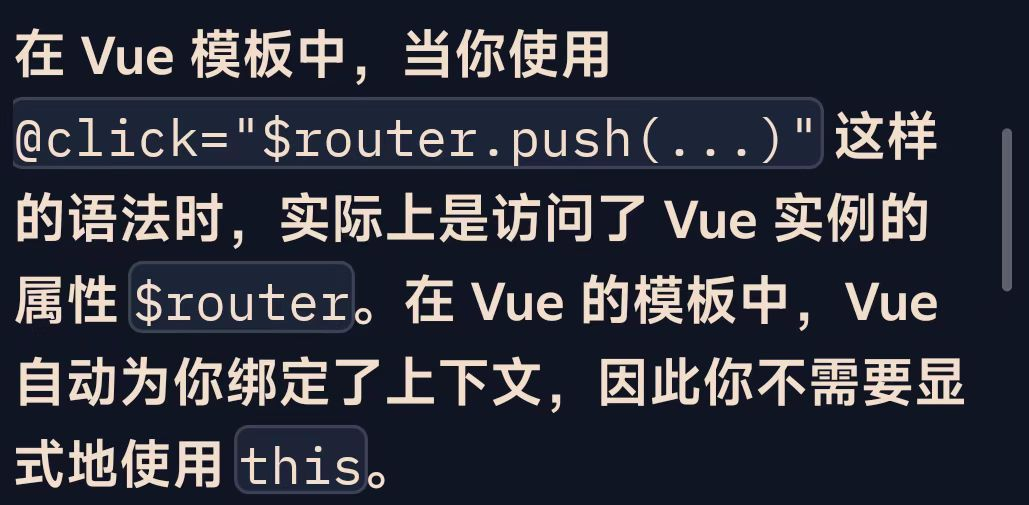 在 Vue 模板中，当你使用
@click="$router.push(...)" 这样
的语法时，实际上是访问了 Vue 实例的
属性 $router。在 Vue 的模板中，Vue
自动为你绑定了上下文，因此你不需要显
式地使用 this。